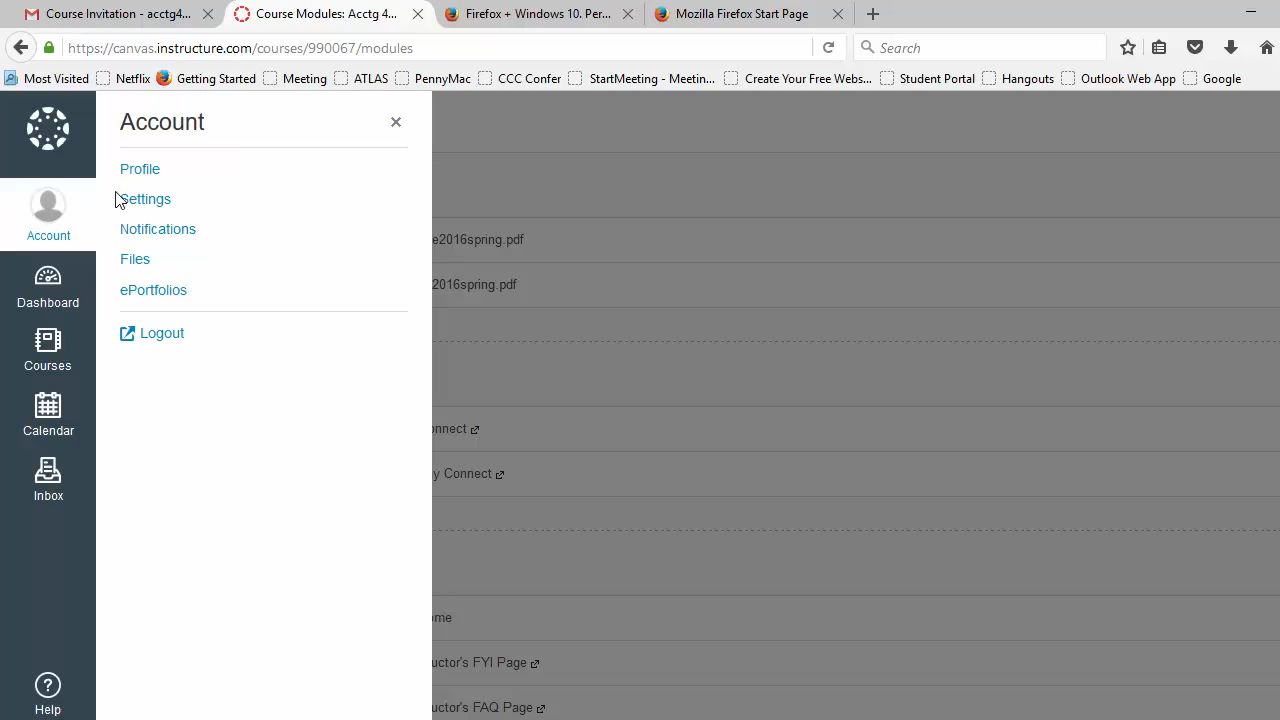 Course Invitation - acctg4...
Course Modules: Acctg 4...
Firefox + Windows 10. Per...
Mozilla Firefox Start Page
https://canvas.instructure.com/courses/990067/modules
Search
Most Visited
Netflix
Getting Started
Meeting
ATLAS
PennyMac
CCC Confer
StartMeeting - Meetin...
Create Your Free Webs...
Student Portal
Hangouts
Outlook Web App
Google
Account
Dashboard
Courses
Calendar
Inbox
Help
Account
Profile
Settings
Notifications
Files
ePortfolios
Logout
e2016spring.pdf
2016spring.pdf
onnect
y Connect
ome
uctor's FYI Page
uctor's FAQ Page